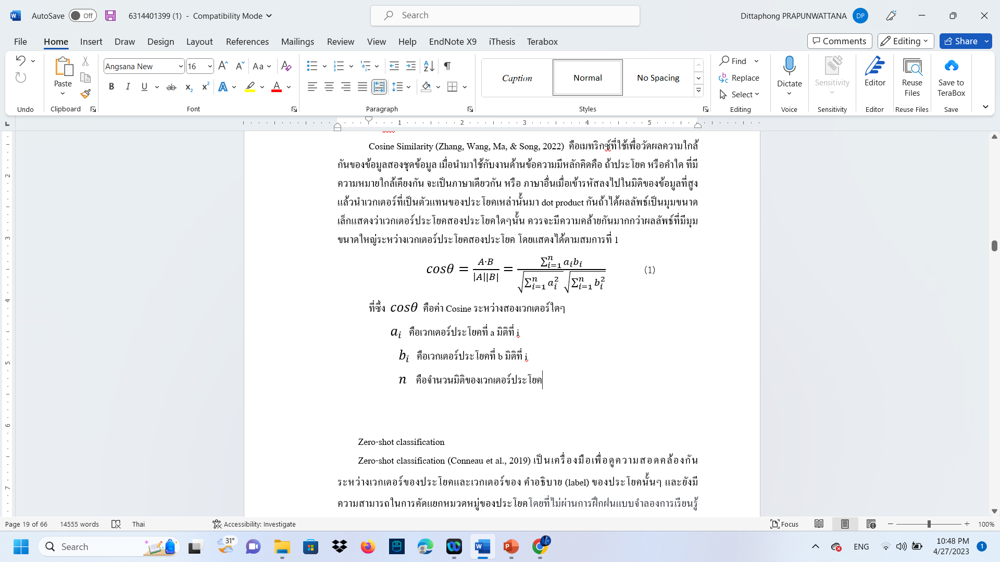 AutoSave Off 6314401399 (1) - Compatibility Mode Search Dittaphong PRAPUNWATTANA DP
File Home Insert Draw Design Layout References Mailings Review View Help EndNote X9 iThesis Terabox Comments Editing Share
Angsana New 16 Aa
Paste
B I U ab x₂ x² A A
Caption Normal No Spacing
Find
Replace
Select
Dictate Sensitivity Editor Reuse Files Save to TeraBox
Undo Clipboard Font Paragraph Styles Editing Voice Sensitivity Editor Reuse Files Save
1 2 3 4 5
Cosine Similarity (Zhang, Wang, Ma, & Song, 2022) คือเมทริกซ์ที่ใช้เพื่อวัดผลความใกล้
กันของข้อมูลสองชุดข้อมูล เมื่อนำมาใช้กับงานด้านข้อความมีหลักคิดคือ ถ้าประโยค หรือคำใด ที่มี
ความหมายใกล้เคียงกัน จะเป็นภาษาเดียวกัน หรือ ภาษาอื่นเมื่อเข้ารหัสลงไปในมิติของข้อมูลที่สูง
แล้วนำเวกเตอร์ที่เป็นตัวแทนของประโยคเหล่านั้นมา dot product กันถ้าได้ผลลัพธ์เป็นมุมขนาด
เล็กแสดงว่าเวกเตอร์ประโยคสองประโยคใดๆนั้น ควรจะมีความคล้ายกันมากกว่าผลลัพธ์ที่มีมุม
ขนาดใหญ่ระหว่างเวกเตอร์ประโยคสองประโยค โดยแสดงได้ตามสมการที่ 1
cosθ = A·B / |A||B| = ∑ⁿᵢ₌₁ aᵢbᵢ / √(∑ⁿᵢ₌₁ aᵢ²) √(∑ⁿᵢ₌₁ bᵢ²) (1)
ที่ซึ่ง cosθ คือค่า Cosine ระหว่างสองเวกเตอร์ใดๆ
aᵢ คือเวกเตอร์ประโยคที่ a มิติที่ i
bᵢ คือเวกเตอร์ประโยคที่ b มิติที่ i
n คือจำนวนมิติของเวกเตอร์ประโยค
Zero-shot classification
Zero-shot classification (Conneau et al., 2019) เป็นเครื่องมือเพื่อดูความสอดคล้องกัน
ระหว่างเวกเตอร์ของประโยคและเวกเตอร์ของ คำอธิบาย (label) ของประโยคนั้นๆ และยังมี
ความสามารถในการคัดแยกหมวดหมู่ของประโยคโดยที่ไม่ผ่านการฝึกฝนแบบจำลองการเรียนรู้
2
3
4
5
6
7
Page 19 of 66 14555 words Thai Accessibility: Investigate Focus 100%
Search 31° ENG 10:48 PM
4/27/2023 1